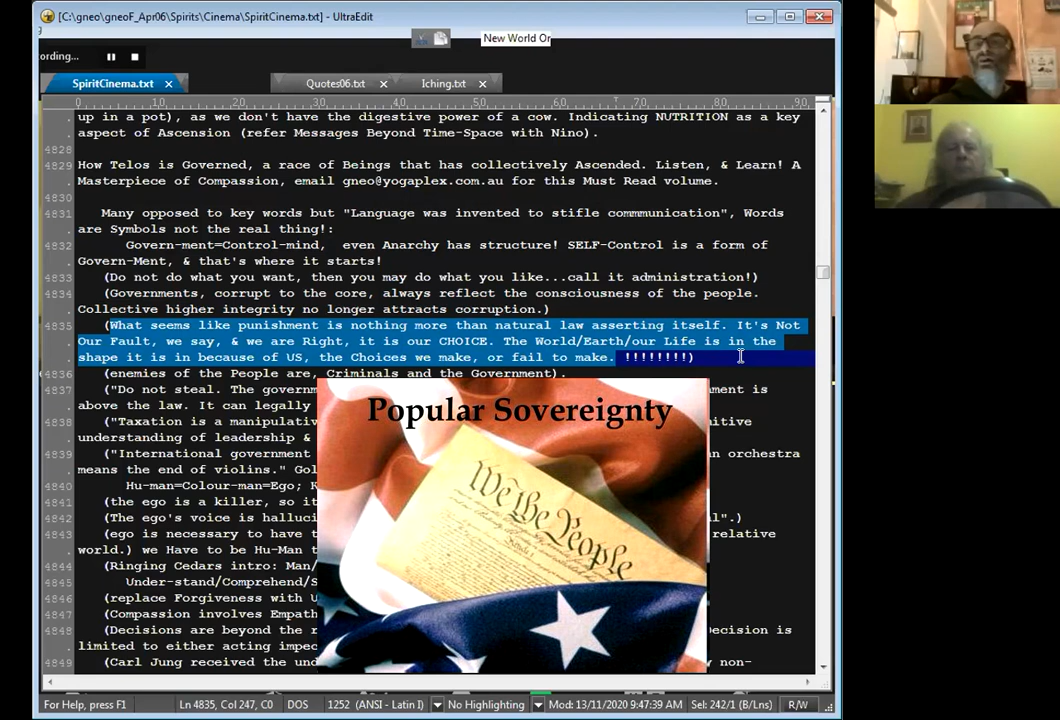 [C:\gneo\gneoF_Apr06\Spirits\Cinema\SpiritCinema.txt] - UltraEdit
New World Or
ording...
SpiritCinema.txt
Quotes06.txt
Iching.txt
0 10 20 30 40 50 60 70 80 90
up in a pot), as we don't have the digestive power of a cow. Indicating NUTRITION as a key
aspect of Ascension (refer Messages Beyond Time-Space with Nino).
4828
4829 How Telos is Governed, a race of Beings that has collectively Ascended. Listen, & Learn! A
Masterpiece of Compassion, email gneo@yogaplex.com.au for this Must Read volume.
4830
4831 Many opposed to key words but "Language was invented to stifle commmunication", Words
are Symbols not the real thing!:
4832 Govern-ment=Control-mind, even Anarchy has structure! SELF-Control is a form of
Govern-Ment, & that's where it starts!
4833 (Do not do what you want, then you may do what you like...call it administration!)
4834 (Governments, corrupt to the core, always reflect the consciousness of the people.
Collective higher integrity no longer attracts corruption.)
4835 (What seems like punishment is nothing more than natural law asserting itself. It's Not
Our Fault, we say, & we are Right, it is our CHOICE. The World/Earth/our Life is in the
shape it is in because of US, the Choices we make, or fail to make. !!!!!!!!)
4836 (enemies of the People are, Criminals and the Government).
4837 ("Do not steal. The governm ment is
above the law. It can legally
4838 ("Taxation is a manipulativ nitive
understanding of leadership &
4839 ("International government an orchestra
means the end of violins." Gol
4840 Hu-man=Colour-man=Ego; K
4841 (the ego is a killer, so it
4842 (The ego's voice is halluci l".)
4843 (ego is necessary to have t relative
world.) we Have to be Hu-Man t
4844 (Ringing Cedars intro: Man/
4845 Under-stand/Comprehend/S
4846 (replace Forgiveness with U
4847 (Compassion involves Empath
4848 (Decisions are beyond the r Decision is
limited to either acting impec
4849 (Carl Jung received the und y non-
Popular Sovereignty
We the People
For Help, press F1
Ln 4835, Col 247, C0
DOS
1252 (ANSI - Latin I)
No Highlighting
Mod: 13/11/2020 9:47:39 AM
Sel: 242/1 (B/Lns)
R/W